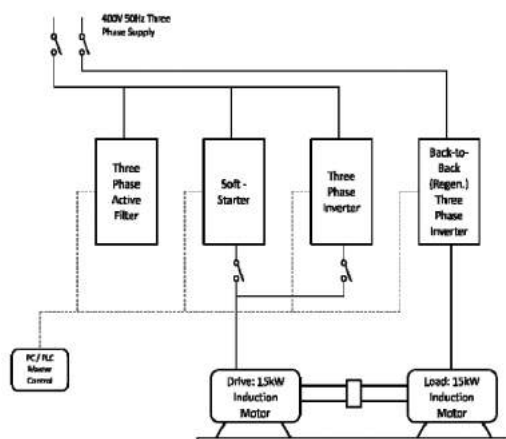 400V 50Hz Three
Phase Supply
Three
Phase
Active
Filter
Soft -
Starter
Three
Phase
Inverter
Back-to-
Back
(Regen.)
Three
Phase
Inverter
PC / PLC
Master
Control
Drive: 15kW
Induction
Motor
Load: 15kW
Induction
Motor